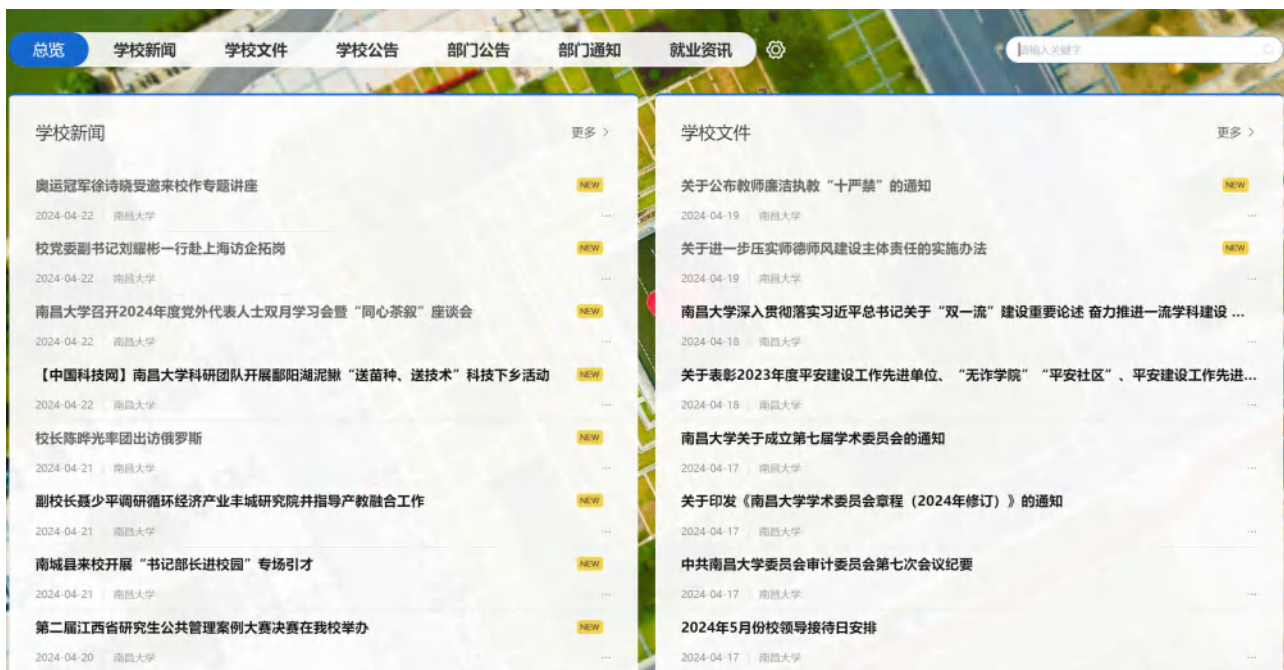 总览 学校新闻 学校文件 学校公告 部门公告 部门通知 就业资讯
请输入关键字
学校新闻 更多 >
奥运冠军徐诗晓受邀来校作专题讲座 NEW
2024-04-22 南昌大学 ...
校党委副书记刘耀彬一行赴上海访企拓岗 NEW
2024-04-22 南昌大学 ...
南昌大学召开2024年度党外代表人士双月学习会暨“同心茶叙”座谈会 NEW
2024-04-22 南昌大学 ...
【中国科技网】南昌大学科研团队开展鄱阳湖泥鳅“送苗种、送技术”科技下乡活动 NEW
2024-04-22 南昌大学 ...
校长陈晔光率团出访俄罗斯 NEW
2024-04-21 南昌大学 ...
副校长聂少平调研循环经济产业丰城研究院并指导产教融合工作 NEW
2024-04-21 南昌大学 ...
南城县来校开展“书记部长进校园”专场引才 NEW
2024-04-21 南昌大学 ...
第二届江西省研究生公共管理案例大赛决赛在我校举办 NEW
2024-04-20 南昌大学 ...
学校文件 更多 >
关于公布教师廉洁执教“十严禁”的通知 NEW
2024-04-19 南昌大学 ...
关于进一步压实师德师风建设主体责任的实施办法 NEW
2024-04-19 南昌大学 ...
南昌大学深入贯彻落实习近平总书记关于“双一流”建设重要论述 奋力推进一流学科建设 ...
2024-04-18 南昌大学 ...
关于表彰2023年度平安建设工作先进单位、“无诈学院”“平安社区”、平安建设工作先进...
2024-04-18 南昌大学 ...
南昌大学关于成立第七届学术委员会的通知
2024-04-17 南昌大学 ...
关于印发《南昌大学学术委员会章程（2024年修订）》的通知
2024-04-17 南昌大学 ...
中共南昌大学委员会审计委员会第七次会议纪要
2024-04-17 南昌大学 ...
2024年5月份校领导接待日安排
2024-04-17 南昌大学 ...